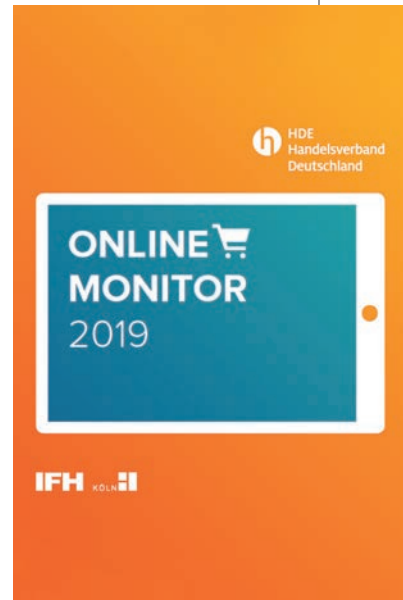 HDE
Handelsverband
Deutschland
ONLINE
MONITOR
2019
IFH KÖLN